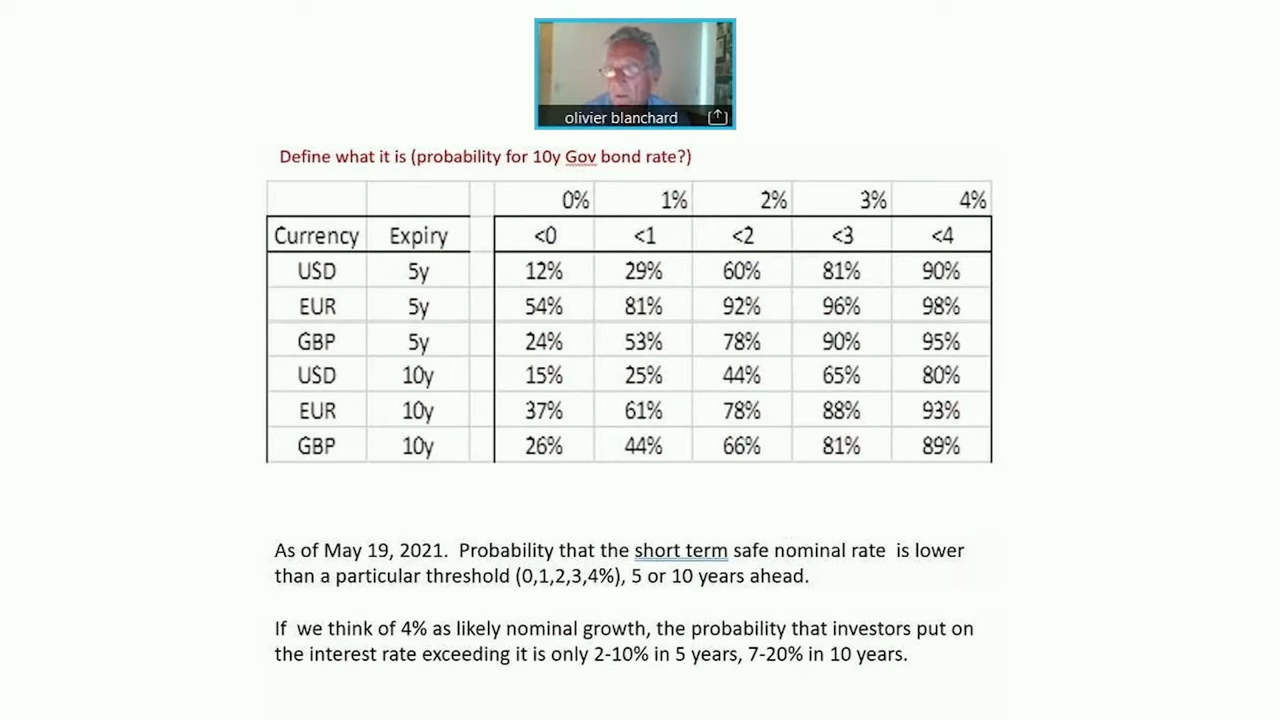 olivier blanchard
Define what it is (probability for 10y Gov bond rate?)
0% 1% 2% 3% 4%
Currency Expiry <0 <1 <2 <3 <4
USD 5y 12% 29% 60% 81% 90%
EUR 5y 54% 81% 92% 96% 98%
GBP 5y 24% 53% 78% 90% 95%
USD 10y 15% 25% 44% 65% 80%
EUR 10y 37% 61% 78% 88% 93%
GBP 10y 26% 44% 66% 81% 89%
As of May 19, 2021. Probability that the short term safe nominal rate is lower
than a particular threshold (0,1,2,3,4%), 5 or 10 years ahead.
If we think of 4% as likely nominal growth, the probability that investors put on
the interest rate exceeding it is only 2-10% in 5 years, 7-20% in 10 years.